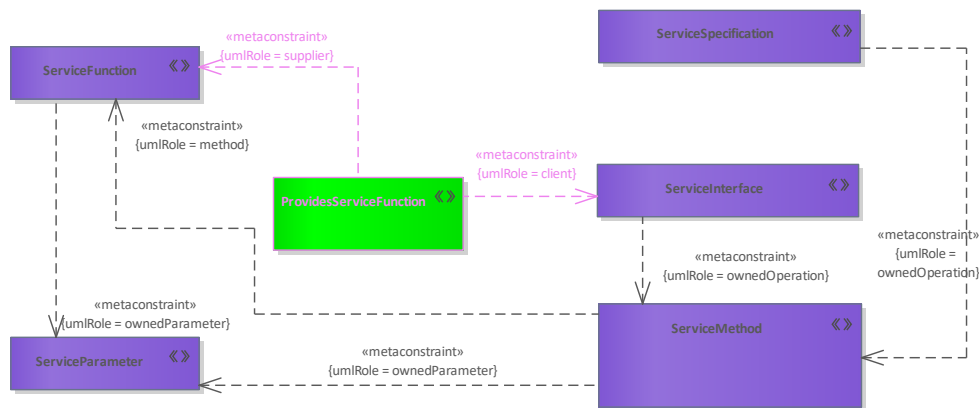 «metaconstraint»
{umlRole = supplier}
ServiceSpecification
ServiceFunction
«metaconstraint»
{umlRole = method}
«metaconstraint»
{umlRole = client}
ProvidesServiceFunction
ServiceInterface
«metaconstraint»
{umlRole =
ownedOperation}
«metaconstraint»
{umlRole = ownedOperation}
«metaconstraint»
{umlRole = ownedParameter}
ServiceMethod
ServiceParameter
«metaconstraint»
{umlRole = ownedParameter}